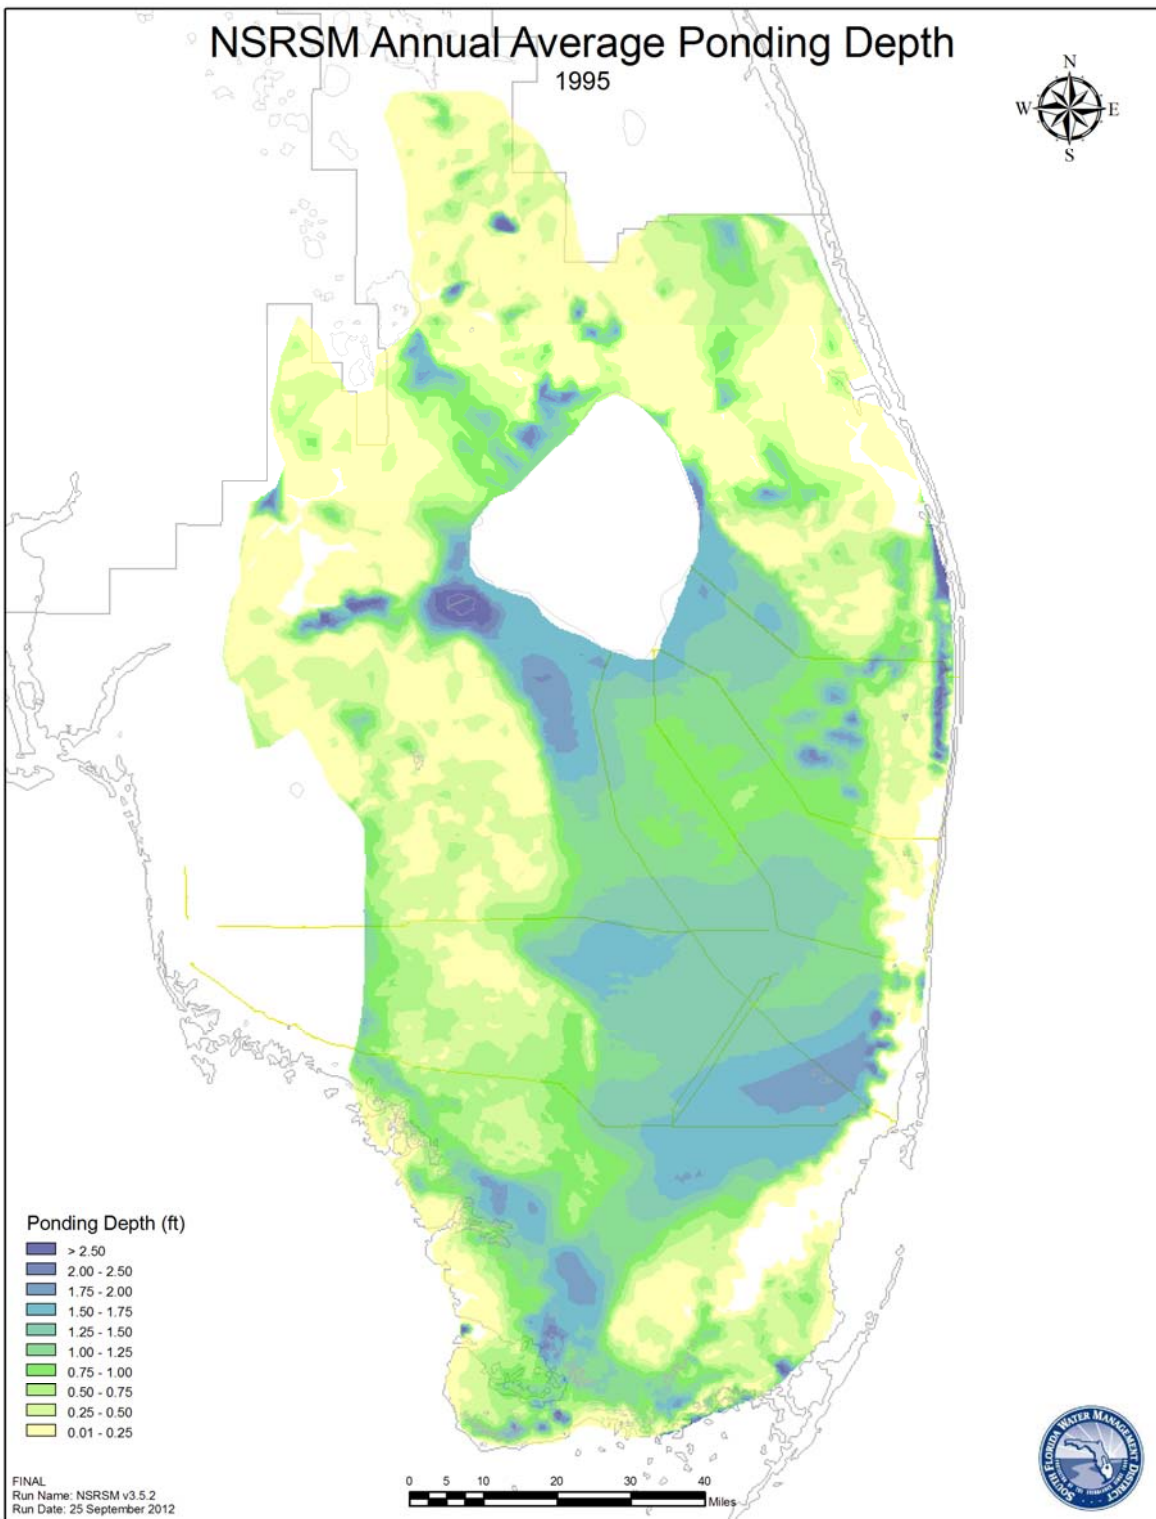 NSRSM Annual Average Ponding Depth
1995
N
W E
S
Ponding Depth (ft)
> 2.50
2.00 - 2.50
1.75 - 2.00
1.50 - 1.75
1.25 - 1.50
1.00 - 1.25
0.75 - 1.00
0.50 - 0.75
0.25 - 0.50
0.01 - 0.25
FINAL
Run Name: NSRSM v3.5.2
Run Date: 25 September 2012
0 5 10 20 30 40
Miles
SOUTH FLORIDA WATER MANAGEMENT DISTRICT